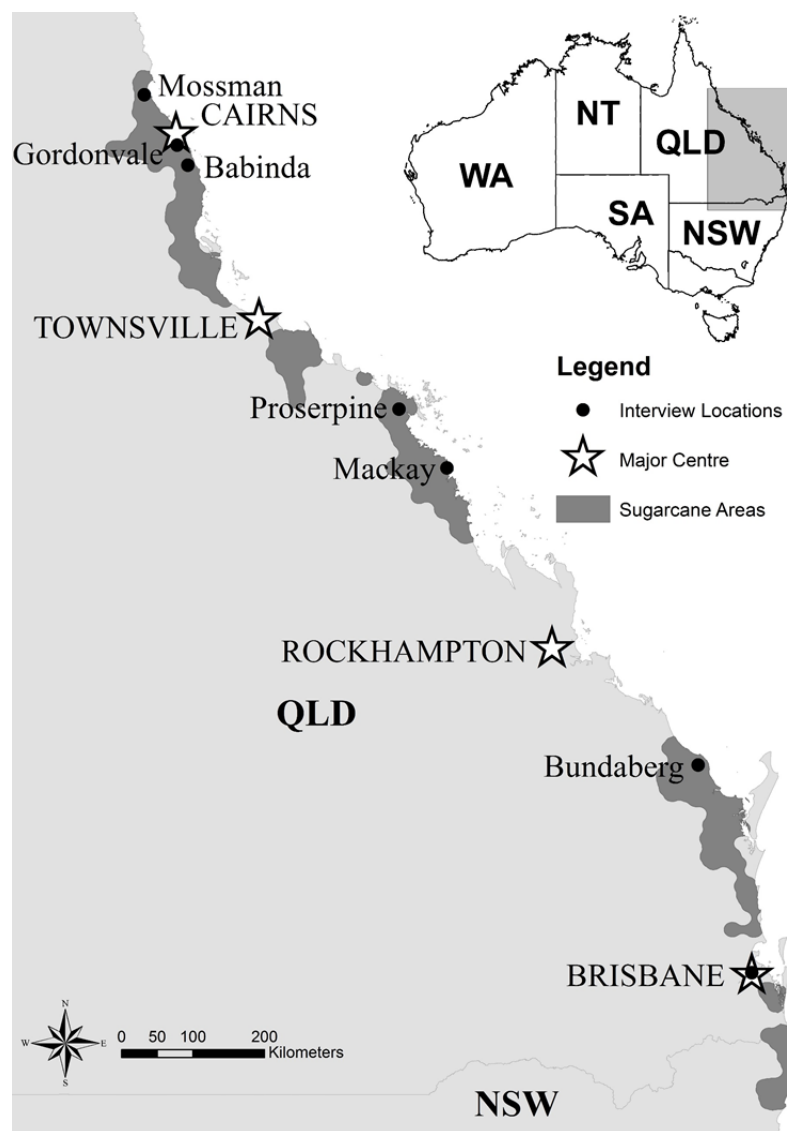 Mossman
CAIRNS
Gordonvale
Babinda
TOWNSVILLE
Proserpine
Mackay
ROCKHAMPTON
QLD
Bundaberg
BRISBANE
NSW
WA
NT
QLD
SA
NSW
Legend
Interview Locations
Major Centre
Sugarcane Areas
N
W E
S
0 50 100 200
Kilometers